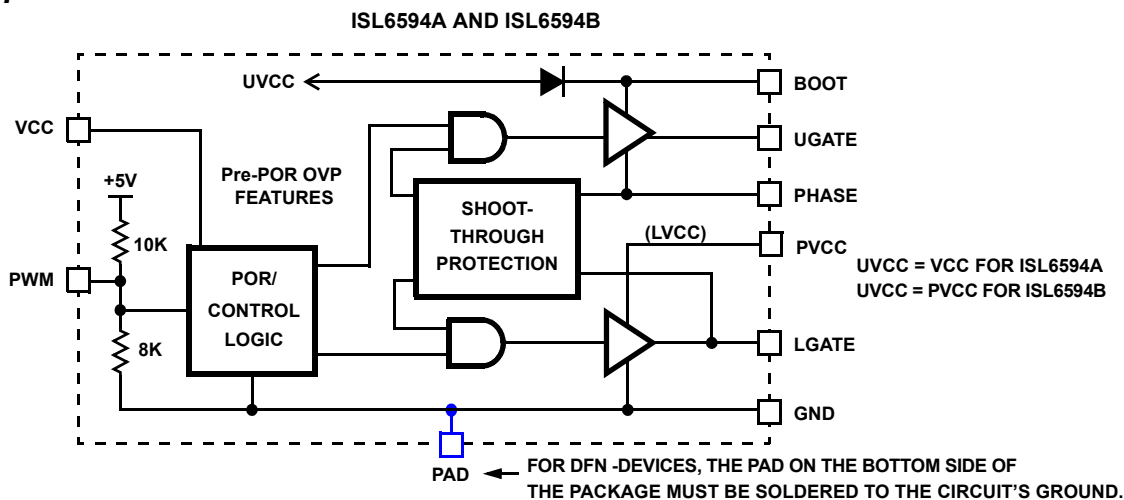 ISL6594A AND ISL6594B
UVCC
BOOT
VCC
UGATE
Pre-POR OVP
FEATURES
+5V
SHOOT-
THROUGH
PROTECTION
PHASE
10K
(LVCC)
PVCC
UVCC = VCC FOR ISL6594A
UVCC = PVCC FOR ISL6594B
PWM
POR/
CONTROL
LOGIC
8K
LGATE
GND
PAD
FOR DFN -DEVICES, THE PAD ON THE BOTTOM SIDE OF
THE PACKAGE MUST BE SOLDERED TO THE CIRCUIT'S GROUND.